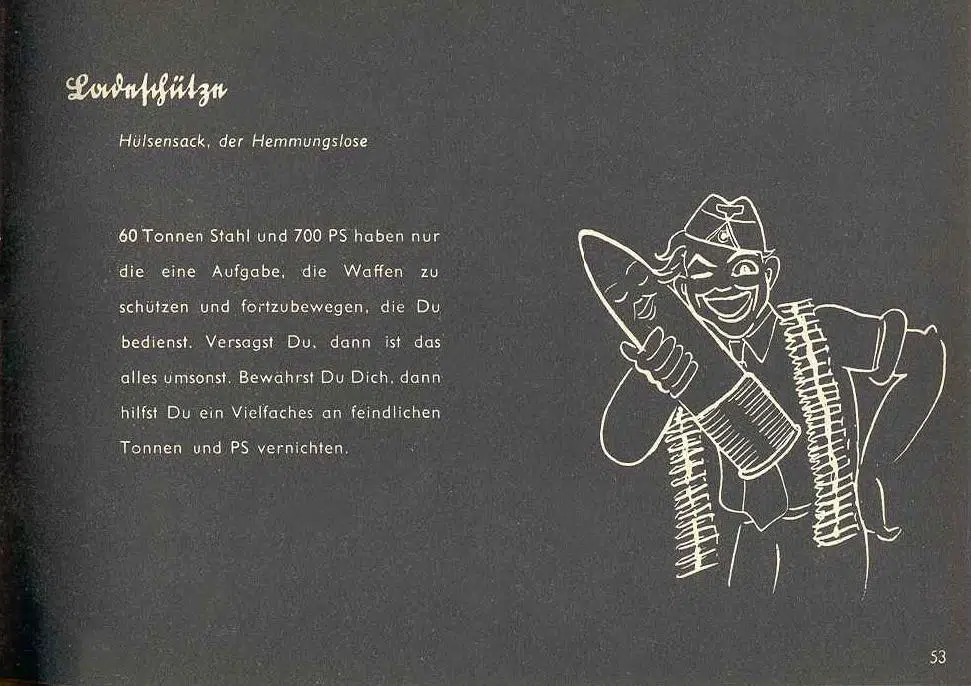 Ladeschütze
Hülsensack, der Hemmungslose
60 Tonnen Stahl und 700 PS haben nur
die eine Aufgabe, die Waffen zu
schützen und fortzubewegen, die Du
bedienst. Versagst Du, dann ist das
alles umsonst. Bewährst Du Dich, dann
hilfst Du ein Vielfaches an feindlichen
Tonnen und PS vernichten.
53